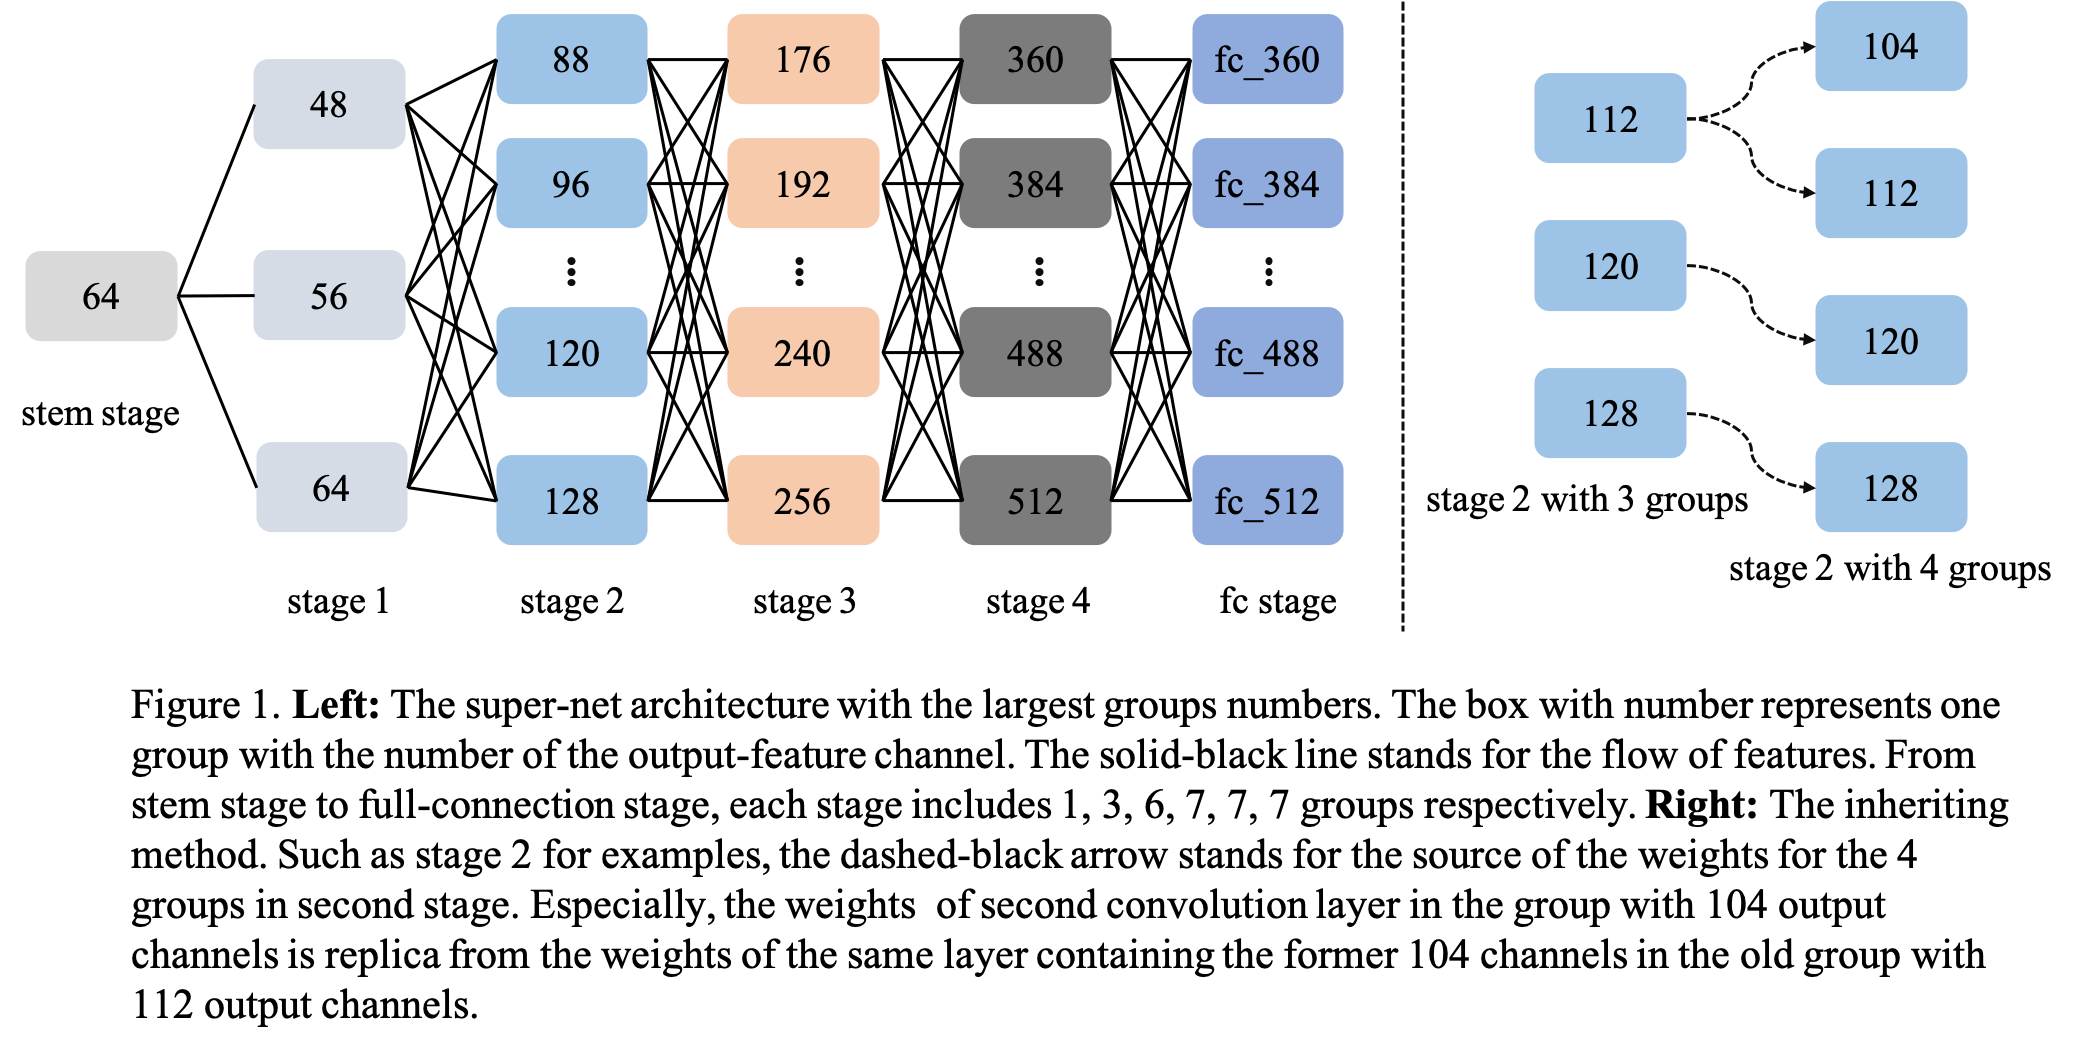 64
stem stage
48
56
64
stage 1
88
96
120
128
stage 2
176
192
240
256
stage 3
360
384
488
512
stage 4
fc_360
fc_384
fc_488
fc_512
fc stage
112
120
128
stage 2 with 3 groups
104
112
120
128
stage 2 with 4 groups
Figure 1. Left: The super-net architecture with the largest groups numbers. The box with number represents one
group with the number of the output-feature channel. The solid-black line stands for the flow of features. From
stem stage to full-connection stage, each stage includes 1, 3, 6, 7, 7, 7 groups respectively. Right: The inheriting
method. Such as stage 2 for examples, the dashed-black arrow stands for the source of the weights for the 4
groups in second stage. Especially, the weights of second convolution layer in the group with 104 output
channels is replica from the weights of the same layer containing the former 104 channels in the old group with
112 output channels.